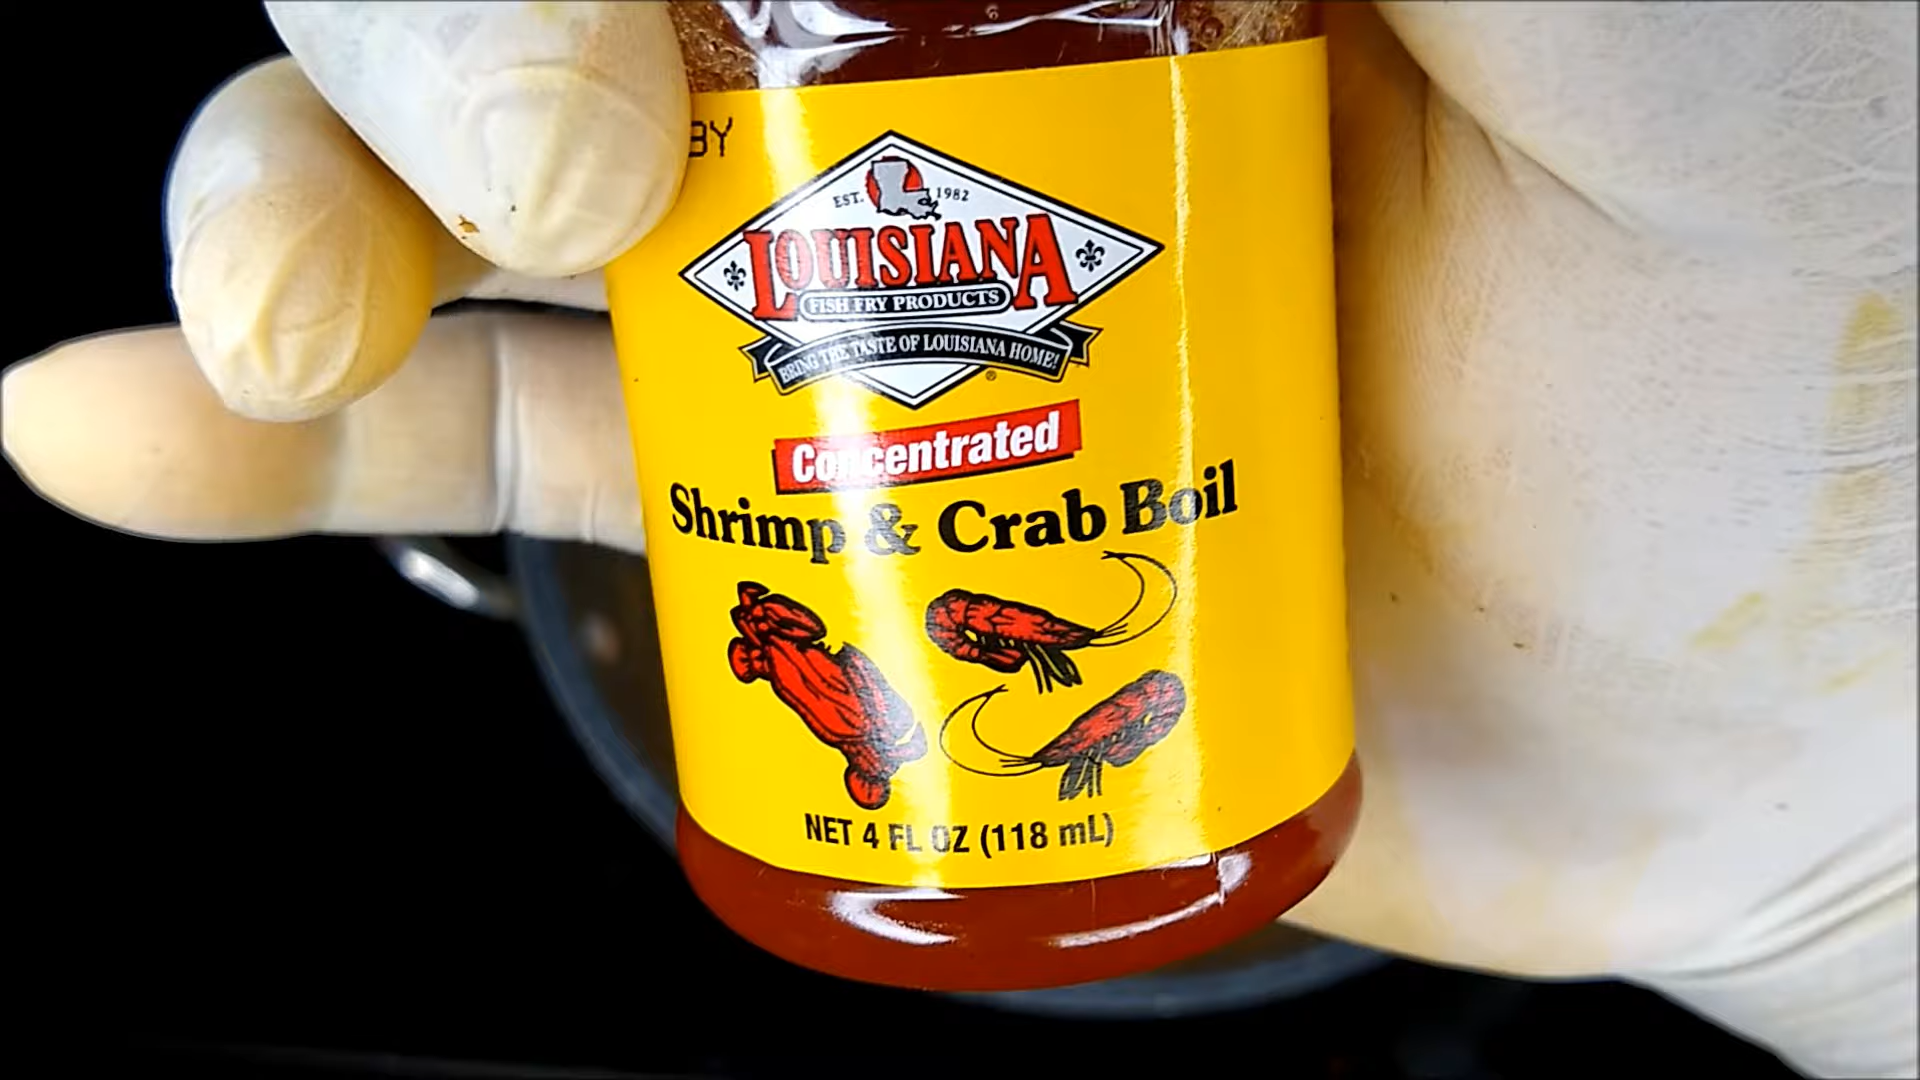 BY
EST. 1982
LOUISIANA
FISH FRY PRODUCTS
BRING THE TASTE OF LOUISIANA HOME!
®
Concentrated
Shrimp & Crab Boil
NET 4 FL OZ (118 mL)